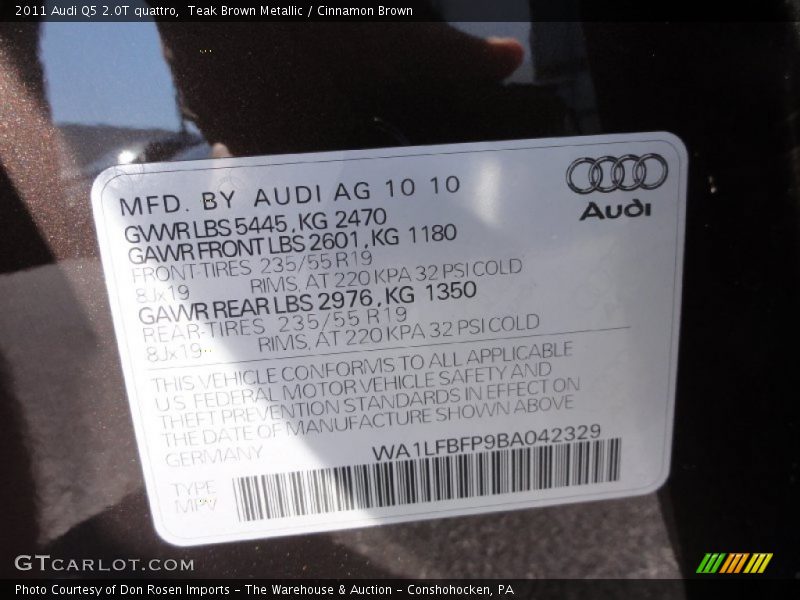 2011 Audi Q5 2.0T quattro,  Teak Brown Metallic / Cinnamon Brown
MFD. BY AUDI AG 10 10
Audi
GVWR LBS 5445, KG 2470
GAWR FRONT LBS 2601, KG 1180
FRONT-TIRES 235/55 R19
8Jx19 RIMS, AT 220 KPA 32 PSI COLD
GAWR REAR LBS 2976, KG 1350
REAR-TIRES 235/55 R19
8Jx19 RIMS, AT 220 KPA 32 PSI COLD
THIS VEHICLE CONFORMS TO ALL APPLICABLE
U.S. FEDERAL MOTOR VEHICLE SAFETY AND
THEFT PREVENTION STANDARDS IN EFFECT ON
THE DATE OF MANUFACTURE SHOWN ABOVE
GERMANY WA1LFBFP9BA042329
TYPE
MPV
GTCARLOT.COM
Photo Courtesy of Don Rosen Imports - The Warehouse & Auction - Conshohocken, PA